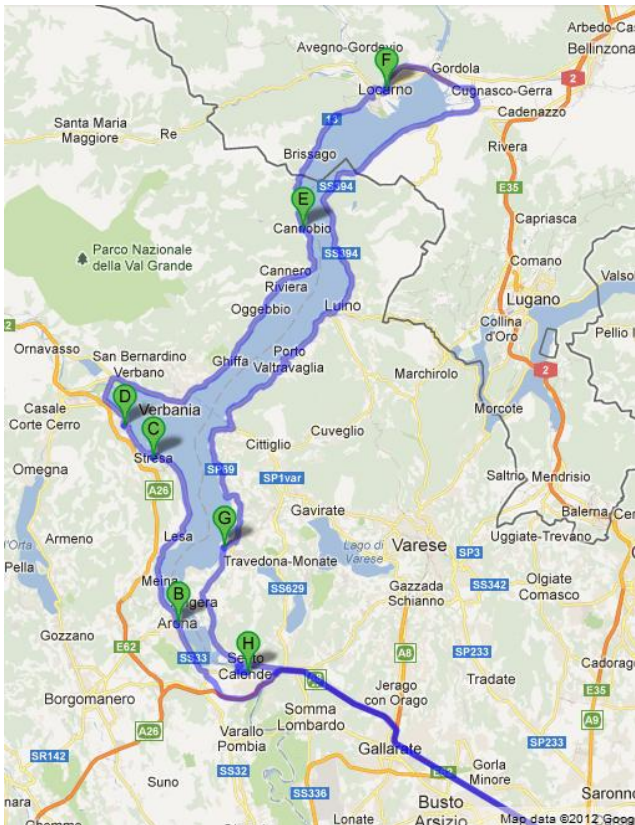 Arbedo-Cas
Bellinzona
Avegno-Gordevio
F
Gordola
Locarno
Cugnasco-Gerra
2
Cadenazzo
Santa Maria
Maggiore
Re
13
Brissago
Rivera
SS394
E35
E
Cannobio
Capriasca
Parco Nazionale
della Val Grande
SS394
Comano
Cannero
Riviera
Valsol
Oggebbio
Luino
Lugano
Collina
d'Oro
Pellio I
2
Ornavasso
San Bernardino
Verbano
Ghiffa
Porto
Valtravaglia
2
Marchirolo
Casale
Corte Cerro
D
Verbania
Morcote
C
Stresa
Cittiglio
Cuveglio
Omegna
SP69
SP1var
Saltrio
Mendrisio
A26
Gavirate
Balerna
Cer
G
Lesa
Armeno
d'Orta
Pella
Lago di
Varese
Varese
SP3
Uggiate-Trevano
Travedona-Monate
Meina
SS629
SS342
Olgiate
Comasco
B
Gazzada
Schianno
Arona
Gozzano
E62
SS33
H
Sesto
Calende
A8
SP233
Cadorago
Tradate
E35
Borgomanero
Jerago
con Orago
A9
A26
Somma
Lombardo
Varallo
Pombia
Gallarate
SP233
SR142
Gorla
Minore
Suno
SS32
SS336
Saronno
Busto
Arsizio
Lonate
Map data ©2012 Goog